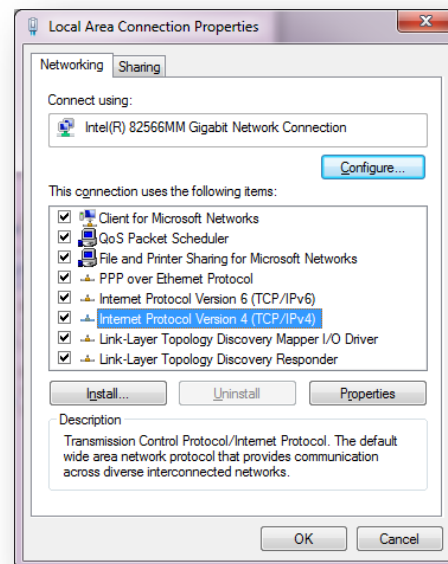 Local Area Connection Properties
Networking
Sharing
Connect using:
Intel(R) 82566MM Gigabit Network Connection
Configure...
This connection uses the following items:
Client for Microsoft Networks
QoS Packet Scheduler
File and Printer Sharing for Microsoft Networks
PPP over Ethernet Protocol
Internet Protocol Version 6 (TCP/IPv6)
Internet Protocol Version 4 (TCP/IPv4)
Link-Layer Topology Discovery Mapper I/O Driver
Link-Layer Topology Discovery Responder
Install...
Uninstall
Properties
Description
Transmission Control Protocol/Internet Protocol. The default
wide area network protocol that provides communication
across diverse interconnected networks.
OK
Cancel